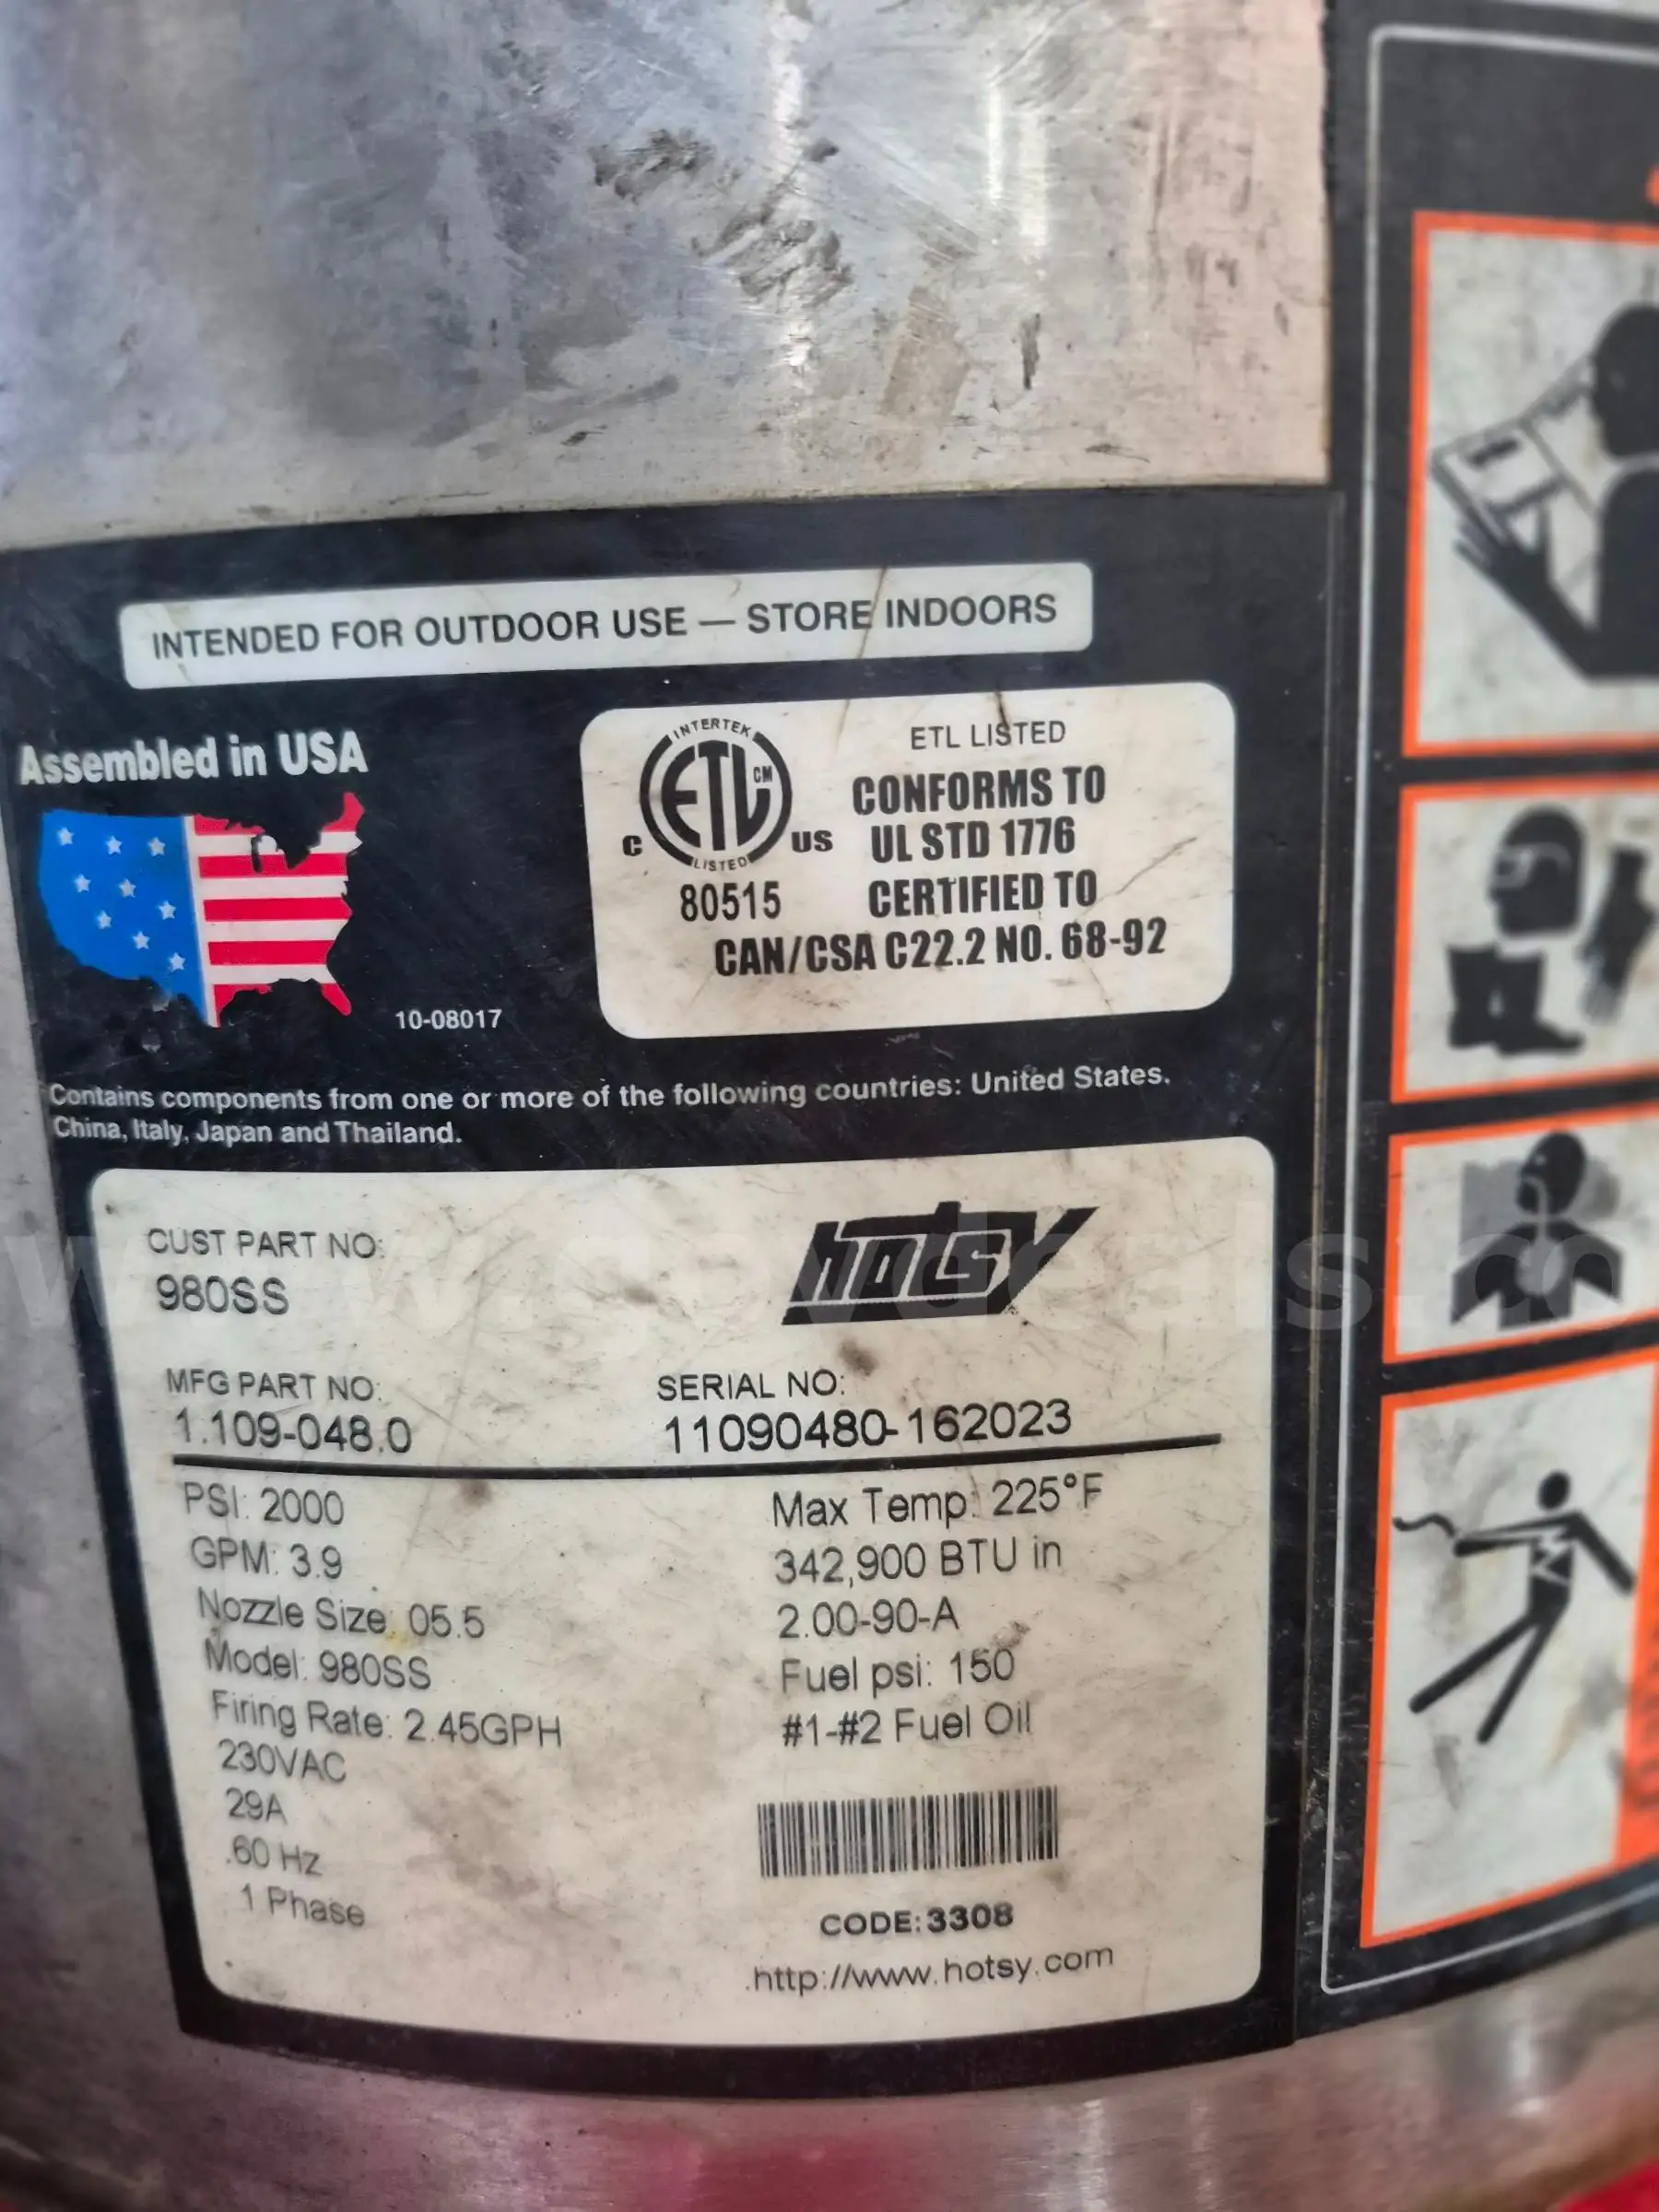 INTENDED FOR OUTDOOR USE — STORE INDOORS
Assembled in USA
10-08017
INTERTEK
ETL CM
C US
LISTED
80515
ETL LISTED
CONFORMS TO
UL STD 1776
CERTIFIED TO
CAN/CSA C22.2 NO. 68-92
Contains components from one or more of the following countries: United States.
China, Italy, Japan and Thailand.
CUST PART NO:
980SS
hotsy
MFG PART NO:
1.109-048.0
SERIAL NO:
11090480-162023
PSI: 2000
GPM: 3.9
Nozzle Size: 05.5
Model: 980SS
Firing Rate: 2.45GPH
230VAC
29A
60 Hz
1 Phase
Max Temp: 225°F
342,900 BTU in
2.00-90-A
Fuel psi: 150
#1-#2 Fuel Oil
CODE:3308
http://www.hotsy.com